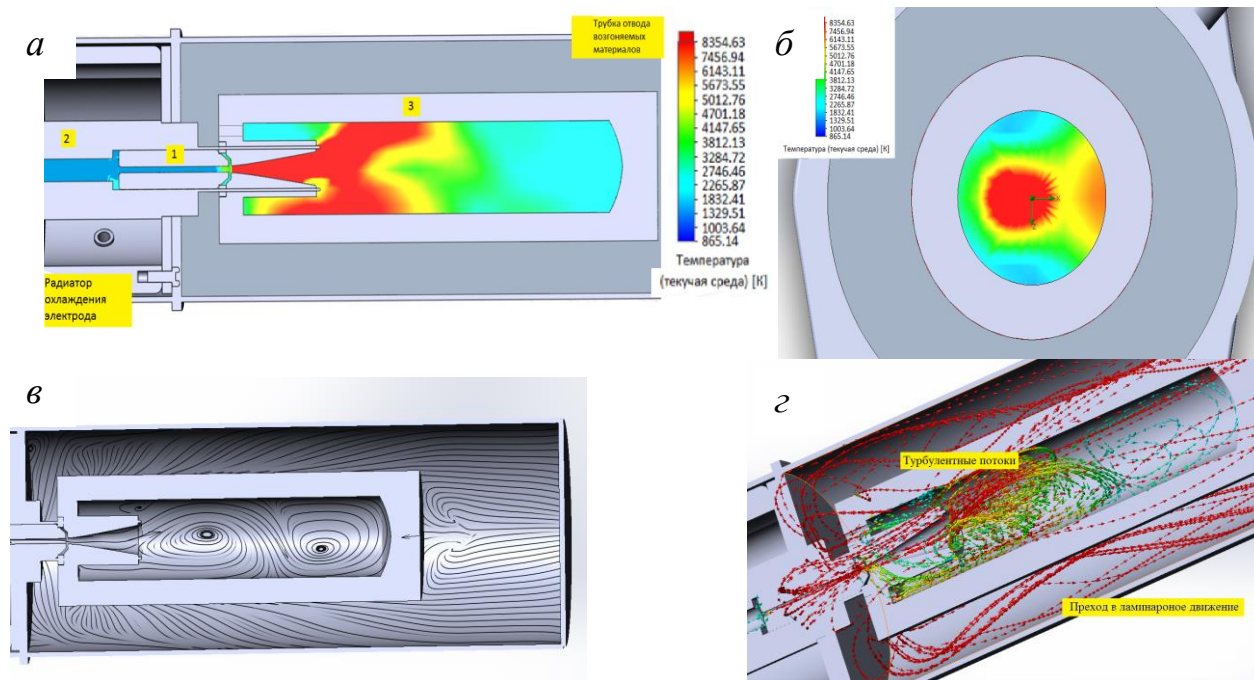 а
Трубка отвода
возгоняемых
материалов
2
1
3
8354.63
7456.94
6143.11
5673.55
5012.76
4701.18
4147.65
3812.13
3284.72
2746.46
2265.87
1832.41
1329.51
1003.64
865.14
Температура
(текучая среда) [K]
Радиатор
охлаждения
электрода
б
8354.63
7456.94
6143.11
5673.55
5012.76
4701.18
4147.65
3812.13
2746.46
2265.87
1832.41
1329.51
1003.64
865.14
Температура (текучая среда) [K]
X
в
г
Турбулентные потоки
Преход в ламинароное движение